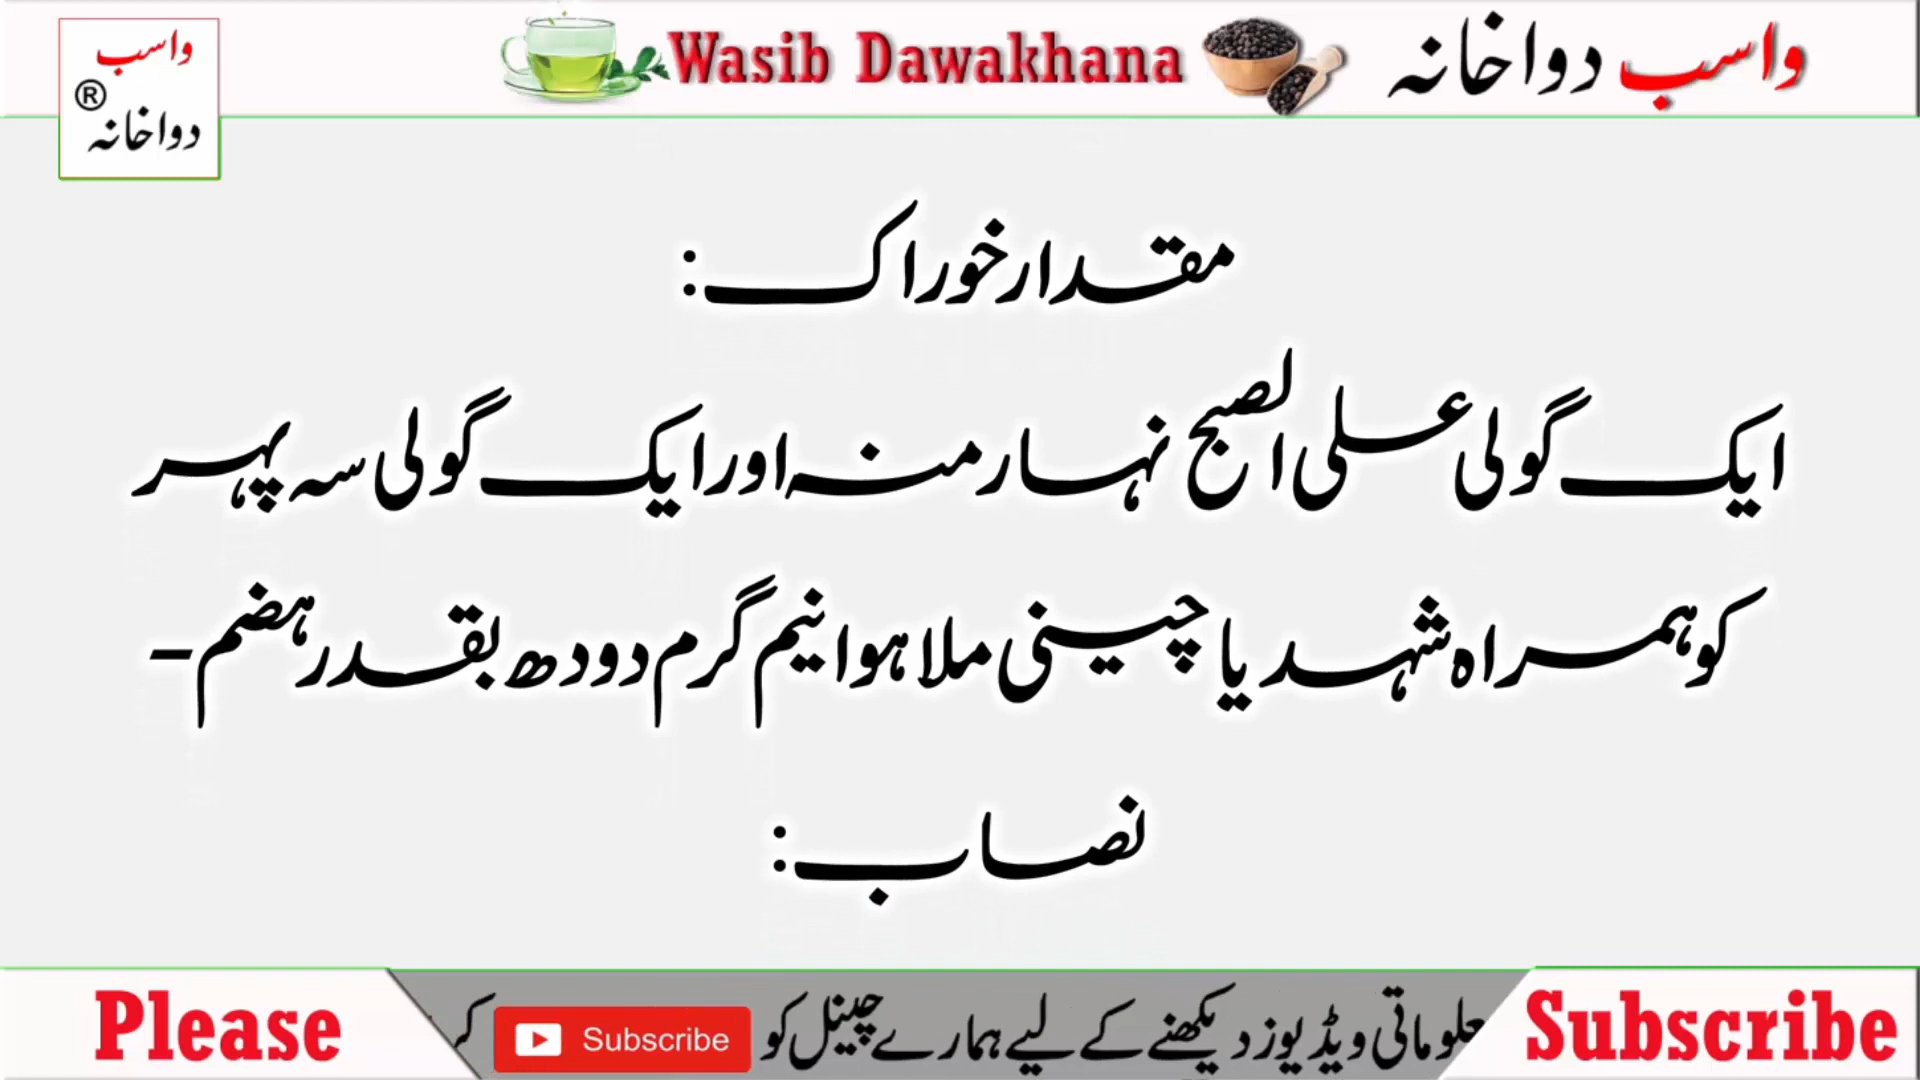 واسب
®
دواخانہ
Wasib Dawakhana
واسب دواخانہ
مقدار خوراک:
ایک گولی علی الصبح نہار منہ اور ایک گولی سہ پہر
کو ہمراہ شہد یا چینی ملا ہوا نیم گرم دودھ بقدر ہضم-
نصاب:
Please
علوماتی ویڈیوز دیکھنے کے لیے ہمارے چینل کو Subscribe کر
Subscribe